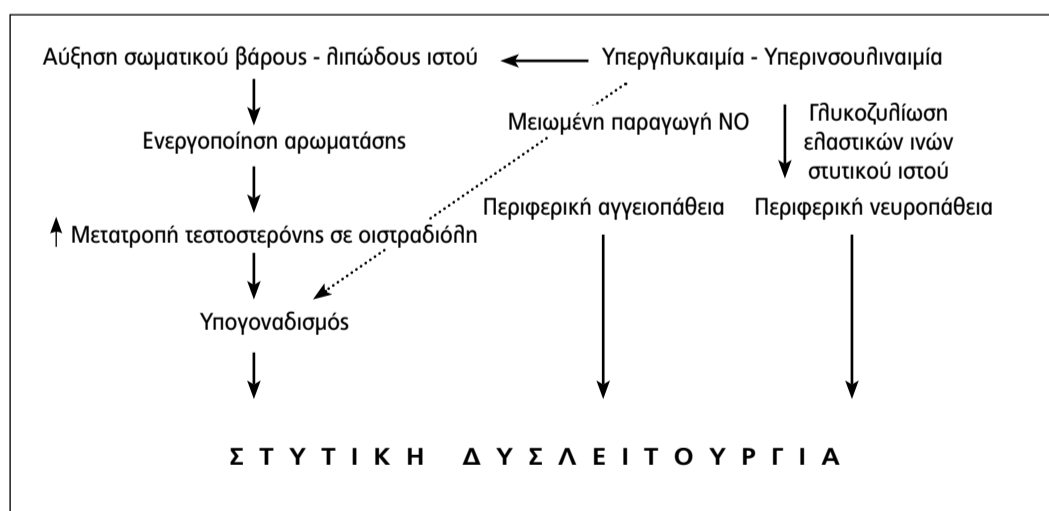 Αύξηση σωματικού βάρους - λιπώδους ιστού
Υπεργλυκαιμία - Υπερινσουλιναιμία
Ενεργοποίηση αρωματάσης
Μειωμένη παραγωγή ΝΟ
Γλυκοζυλίωση
ελαστικών ινών
στυτικού ιστού
Περιφερική αγγειοπάθεια
Περιφερική νευροπάθεια
Μετατροπή τεστοστερόνης σε οιστραδιόλη
Υπογοναδισμός
ΣΤΥΤΙΚΗ ΔΥΣΛΕΙΤΟΥΡΓΙΑ